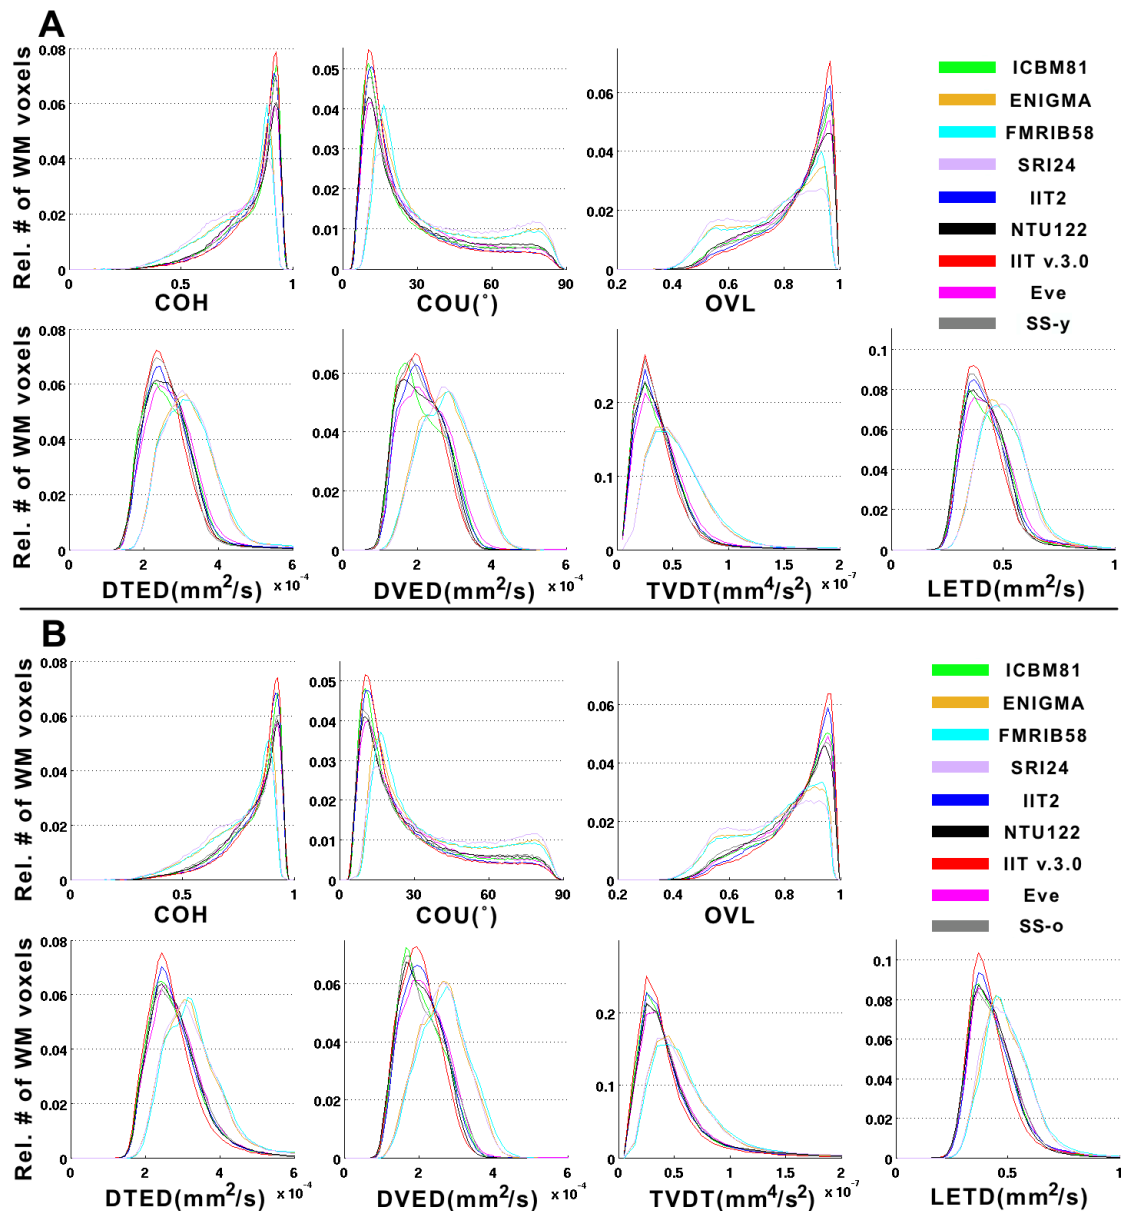 A
Rel. # of WM voxels
0.08
0.06
0.04
0.02
0
0.5
1
COH
0.05
0.04
0.03
0.02
0.01
0
0
30
60
90
COU(°)
0.06
0.04
0.02
0
0.2
0.4
0.6
0.8
1
OVL
ICBM81
ENIGMA
FMRIB58
SRI24
IIT2
NTU122
IIT v.3.0
Eve
SS-y
Rel. # of WM voxels
0.08
0.06
0.04
0.02
0
0
2
4
6
x 10⁻⁴
DTED(mm²/s)
0.06
0.04
0.02
0
0
2
4
6
x 10⁻⁴
DVED(mm²/s)
0.2
0.1
0
0
0.5
1
1.5
2
x 10⁻⁷
TVDT(mm⁴/s²)
0.1
0.08
0.06
0.04
0.02
0
0
0.5
1
LETD(mm²/s)
B
Rel. # of WM voxels
0.08
0.06
0.04
0.02
0
0.5
1
COH
0.05
0.04
0.03
0.02
0.01
0
0
30
60
90
COU(°)
0.06
0.04
0.02
0
0.2
0.4
0.6
0.8
1
OVL
ICBM81
ENIGMA
FMRIB58
SRI24
IIT2
NTU122
IIT v.3.0
Eve
SS-o
Rel. # of WM voxels
0.08
0.06
0.04
0.02
0
0
2
4
6
x 10⁻⁴
DTED(mm²/s)
0.06
0.04
0.02
0
0
2
4
6
x 10⁻⁴
DVED(mm²/s)
0.2
0.1
0
0
0.5
1
1.5
2
x 10⁻⁷
TVDT(mm⁴/s²)
0.1
0.08
0.06
0.04
0.02
0
0
0.5
1
LETD(mm²/s)